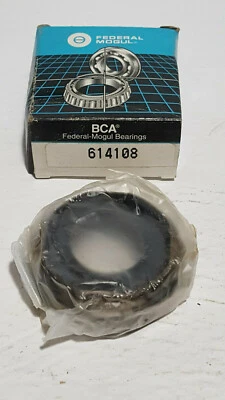 FEDERAL
MOGUL
BCA®
Federal-Mogul Bearings
614108